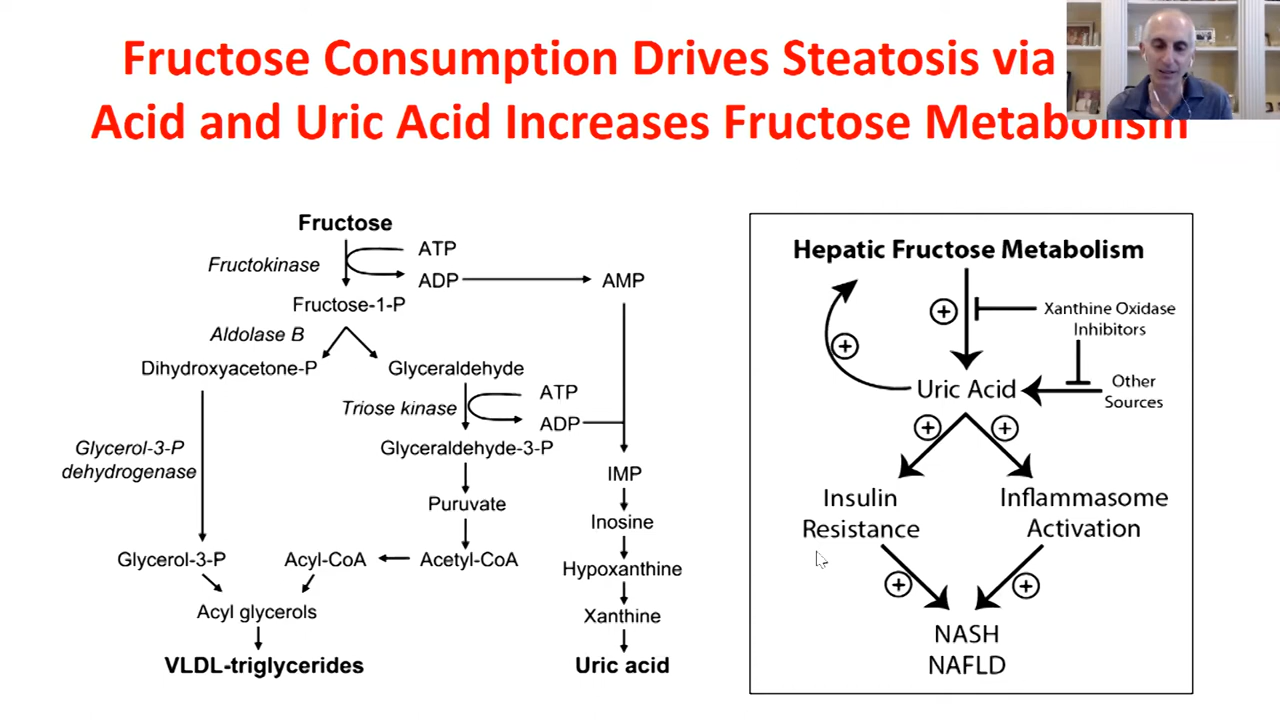 Fructose Consumption Drives Steatosis via
Acid and Uric Acid Increases Fructose Metabolism
Fructose
Fructokinase
ATP
ADP
AMP
Fructose-1-P
Aldolase B
Dihydroxyacetone-P
Glyceraldehyde
Triose kinase
ATP
ADP
Glycerol-3-P
dehydrogenase
Glyceraldehyde-3-P
IMP
Puruvate
Inosine
Glycerol-3-P
Acyl-CoA
Acetyl-CoA
Hypoxanthine
Acyl glycerols
Xanthine
VLDL-triglycerides
Uric acid
Hepatic Fructose Metabolism
+
Xanthine Oxidase
Inhibitors
+
Uric Acid
Other
Sources
+
+
Insulin
Resistance
Inflammasome
Activation
+
+
NASH
NAFLD